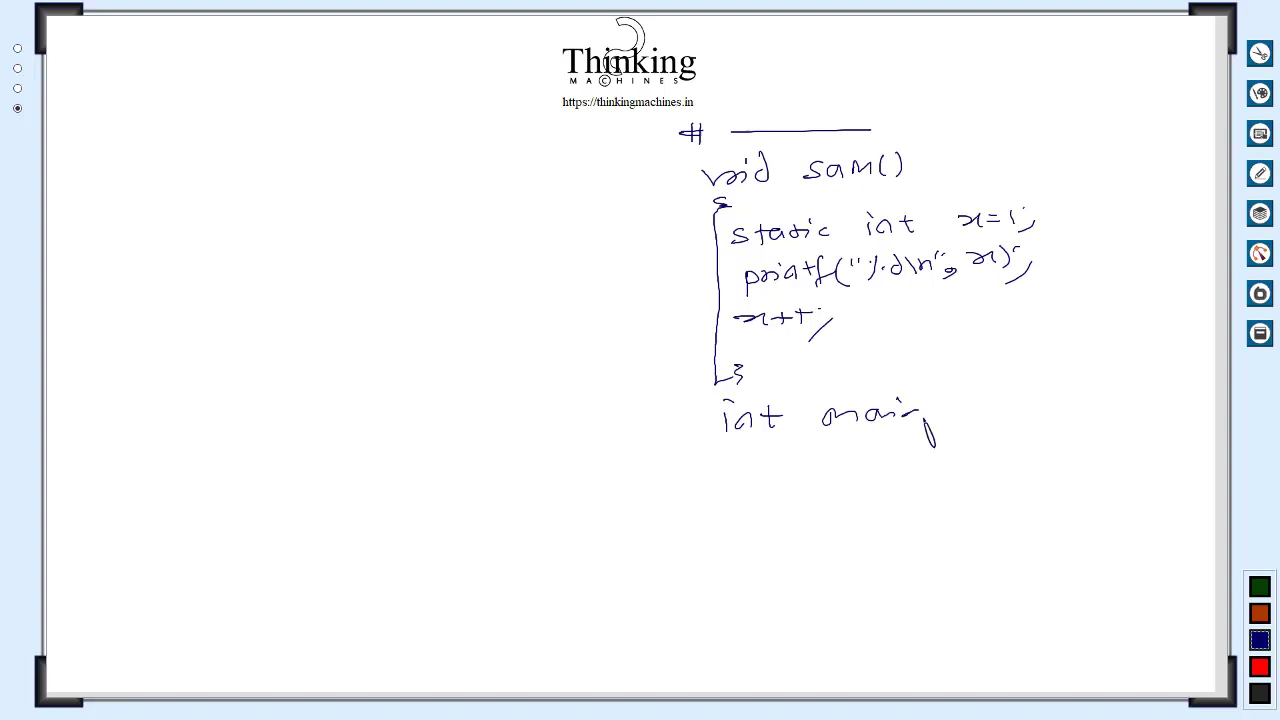 Thinking
MACHINES
https://thinkingmachines.in
#
void sam()
{
static int x=1;
printf("%d\n", x);
x++;
}
int main